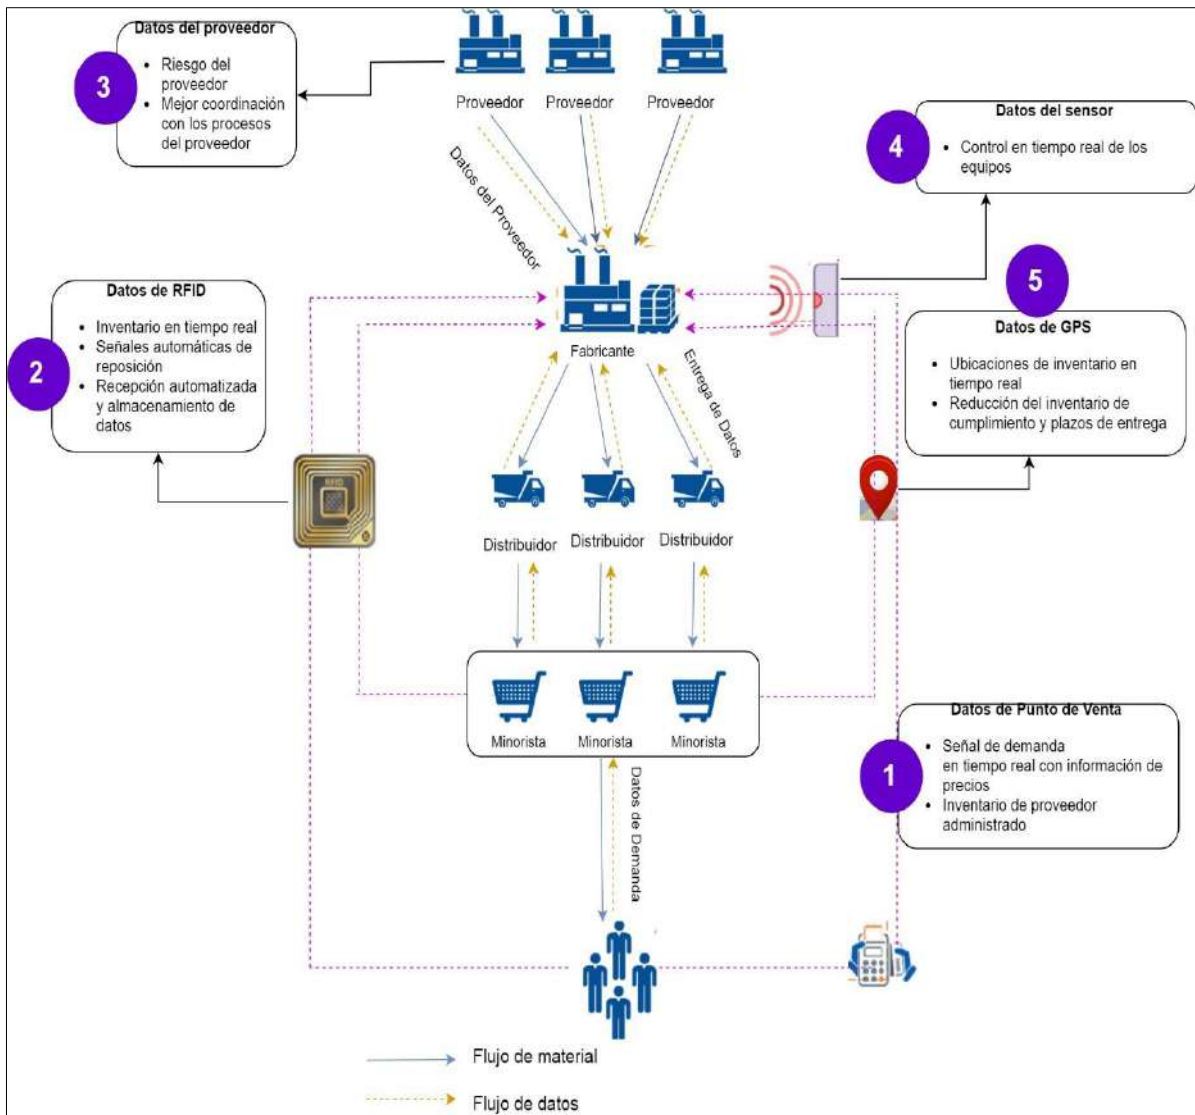 Datos del proveedor
3
• Riesgo del
proveedor
• Mejor coordinación
con los procesos
del proveedor
Proveedor
Proveedor
Proveedor
Datos del sensor
4
• Control en tiempo real de los
equipos
Datos del Proveedor
5
Datos de RFID
2
• Inventario en tiempo real
• Señales automáticas de
reposición
• Recepción automatizada
y almacenamiento de
datos
Datos de GPS
• Ubicaciones de inventario en
tiempo real
• Reducción del inventario de
cumplimiento y plazos de entrega
Fabricante
Entrega de Datos
RFID
Distribuidor
Distribuidor
Distribuidor
Minorista
Minorista
Minorista
Datos de Punto de Venta
1
• Señal de demanda
en tiempo real con información de
precios
• Inventario de proveedor
administrado
Datos de Demanda
Flujo de material
Flujo de datos